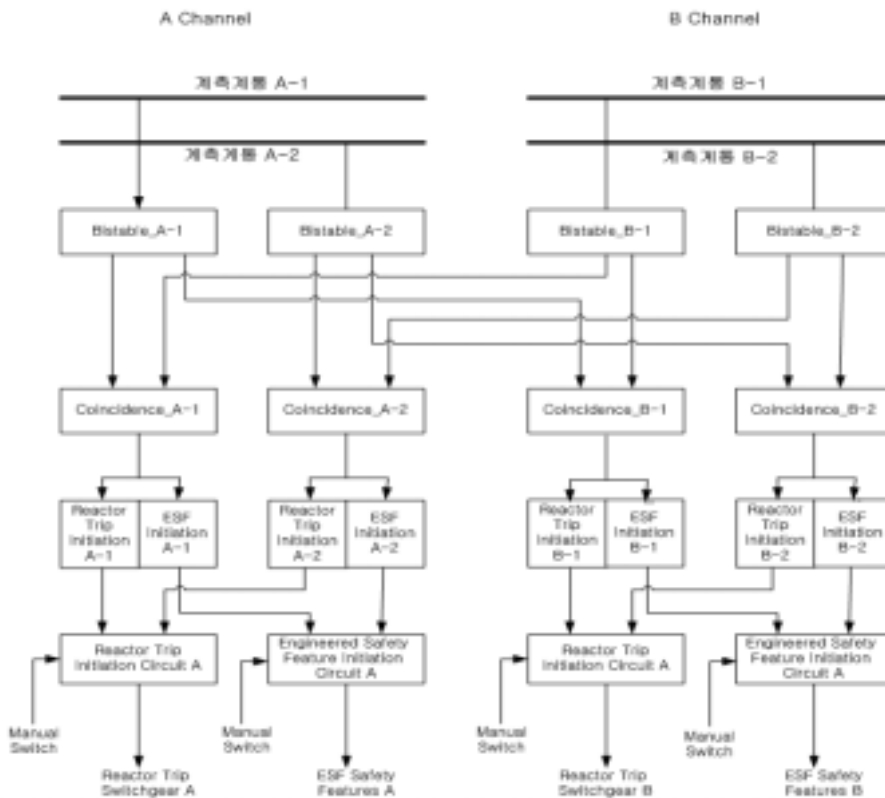 A Channel
B Channel
계측계통 A-1
계측계통 B-1
계측계통 A-2
계측계통 B-2
Bistable_A-1
Bistable_A-2
Bistable_B-1
Bistable_B-2
Coincidence_A-1
Coincidence_A-2
Coincidence_B-1
Coincidence_B-2
Reactor
Trip
Initiation
A-1
ESF
Initiation
A-1
Reactor
Trip
Initiation
A-2
ESF
Initiation
A-2
Reactor
Trip
Initiation
B-1
ESF
Initiation
B-1
Reactor
Trip
Initiation
B-2
ESF
Initiation
B-2
Reactor Trip
Initiation Circuit A
Engineered Safety
Feature Initiation
Circuit A
Reactor Trip
Initiation Circuit A
Engineered Safety
Feature Initiation
Circuit A
Manual
Switch
Manual
Switch
Manual
Switch
Manual
Switch
Reactor Trip
Switchgear A
ESF Safety
Features A
Reactor Trip
Switchgear B
ESF Safety
Features B